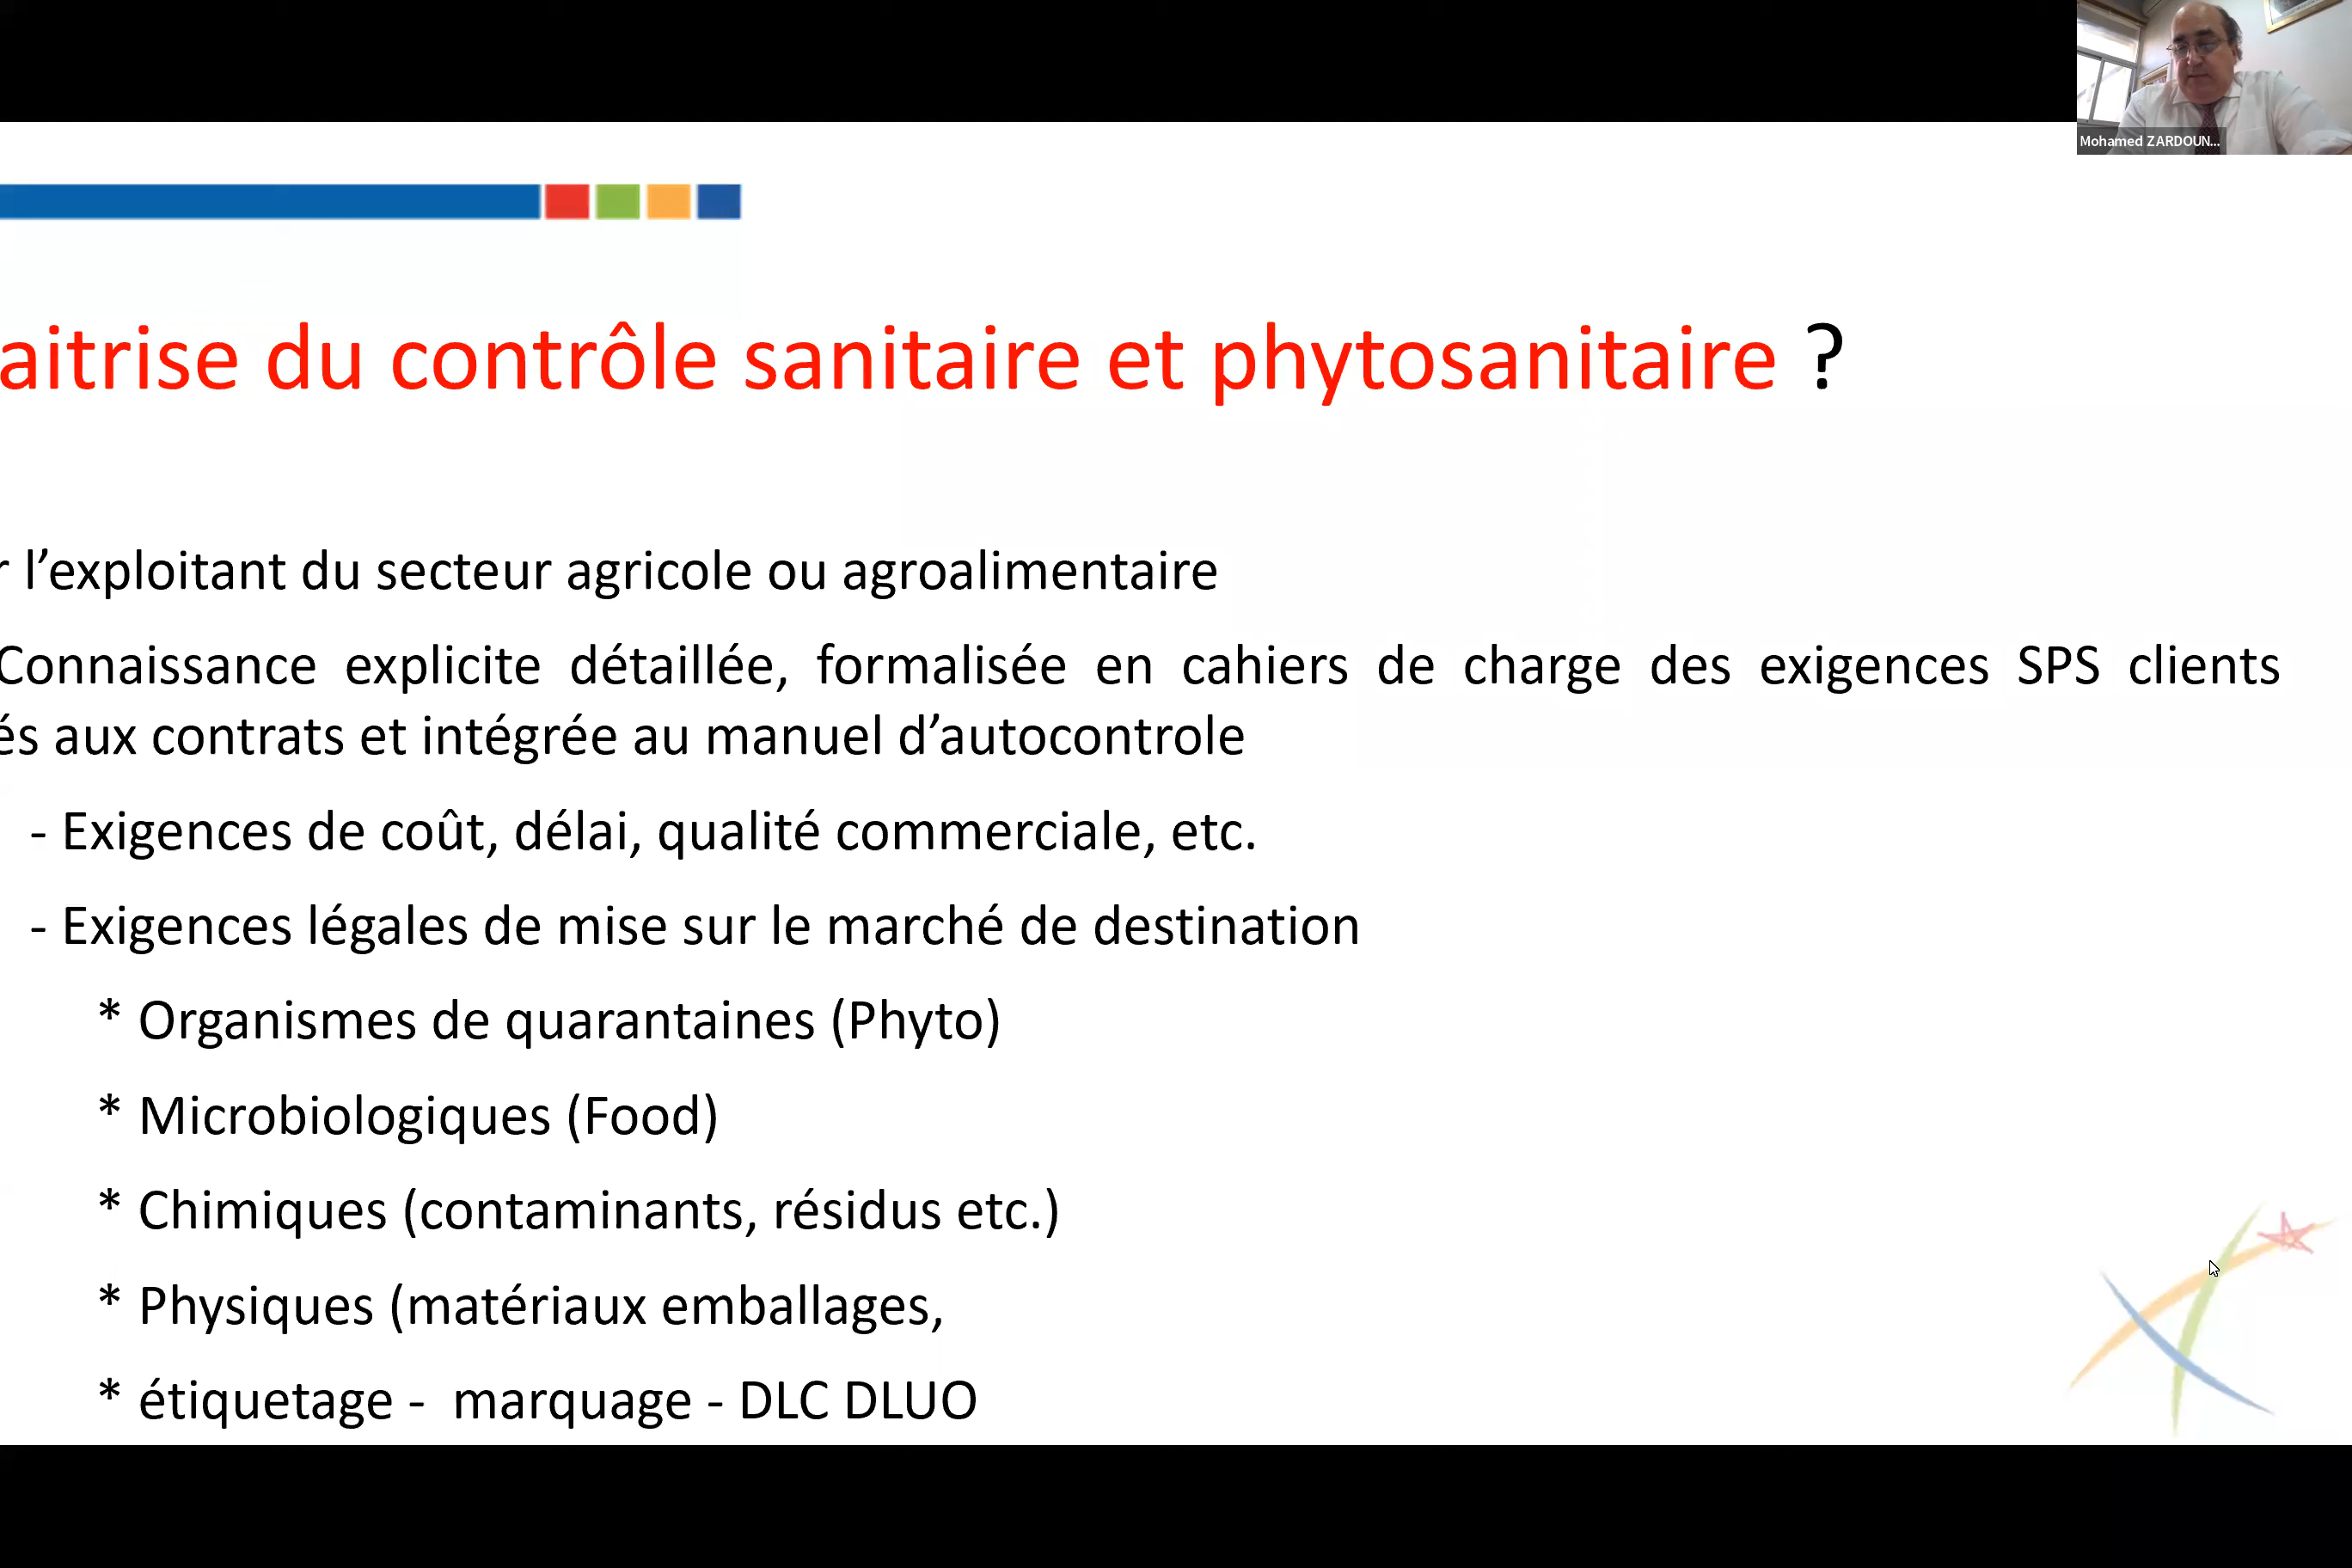 Mohamed ZARDOUN...
aitrise du contrôle sanitaire et phytosanitaire ?
r l’exploitant du secteur agricole ou agroalimentaire
Connaissance explicite détaillée, formalisée en cahiers de charge des exigences SPS clients
és aux contrats et intégrée au manuel d’autocontrole
- Exigences de coût, délai, qualité commerciale, etc.
- Exigences légales de mise sur le marché de destination
* Organismes de quarantaines (Phyto)
* Microbiologiques (Food)
* Chimiques (contaminants, résidus etc.)
* Physiques (matériaux emballages,
* étiquetage - marquage - DLC DLUO